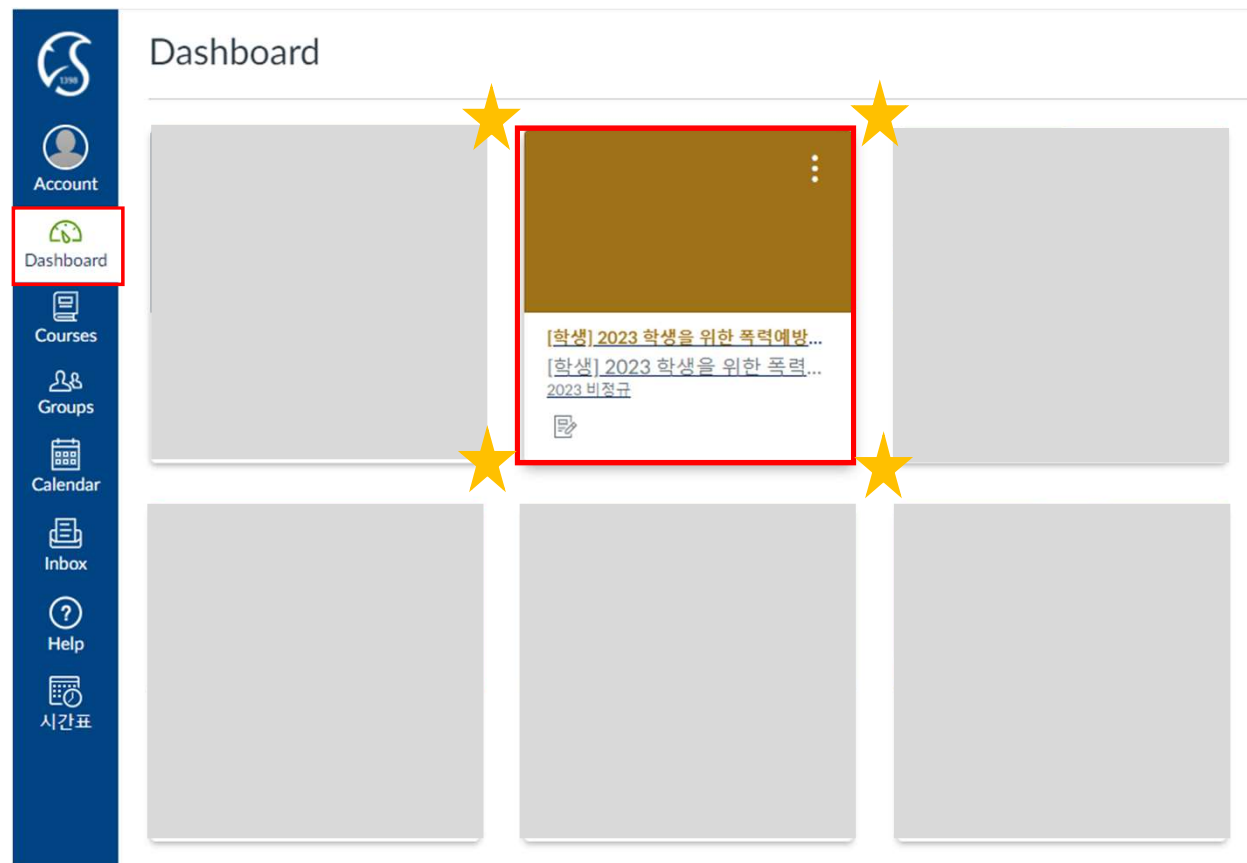 1398
Dashboard
Account
Dashboard
Courses
Groups
Calendar
Inbox
Help
시간표
[학생] 2023 학생을 위한 폭력예방...
[학생] 2023 학생을 위한 폭력...
2023 비정규